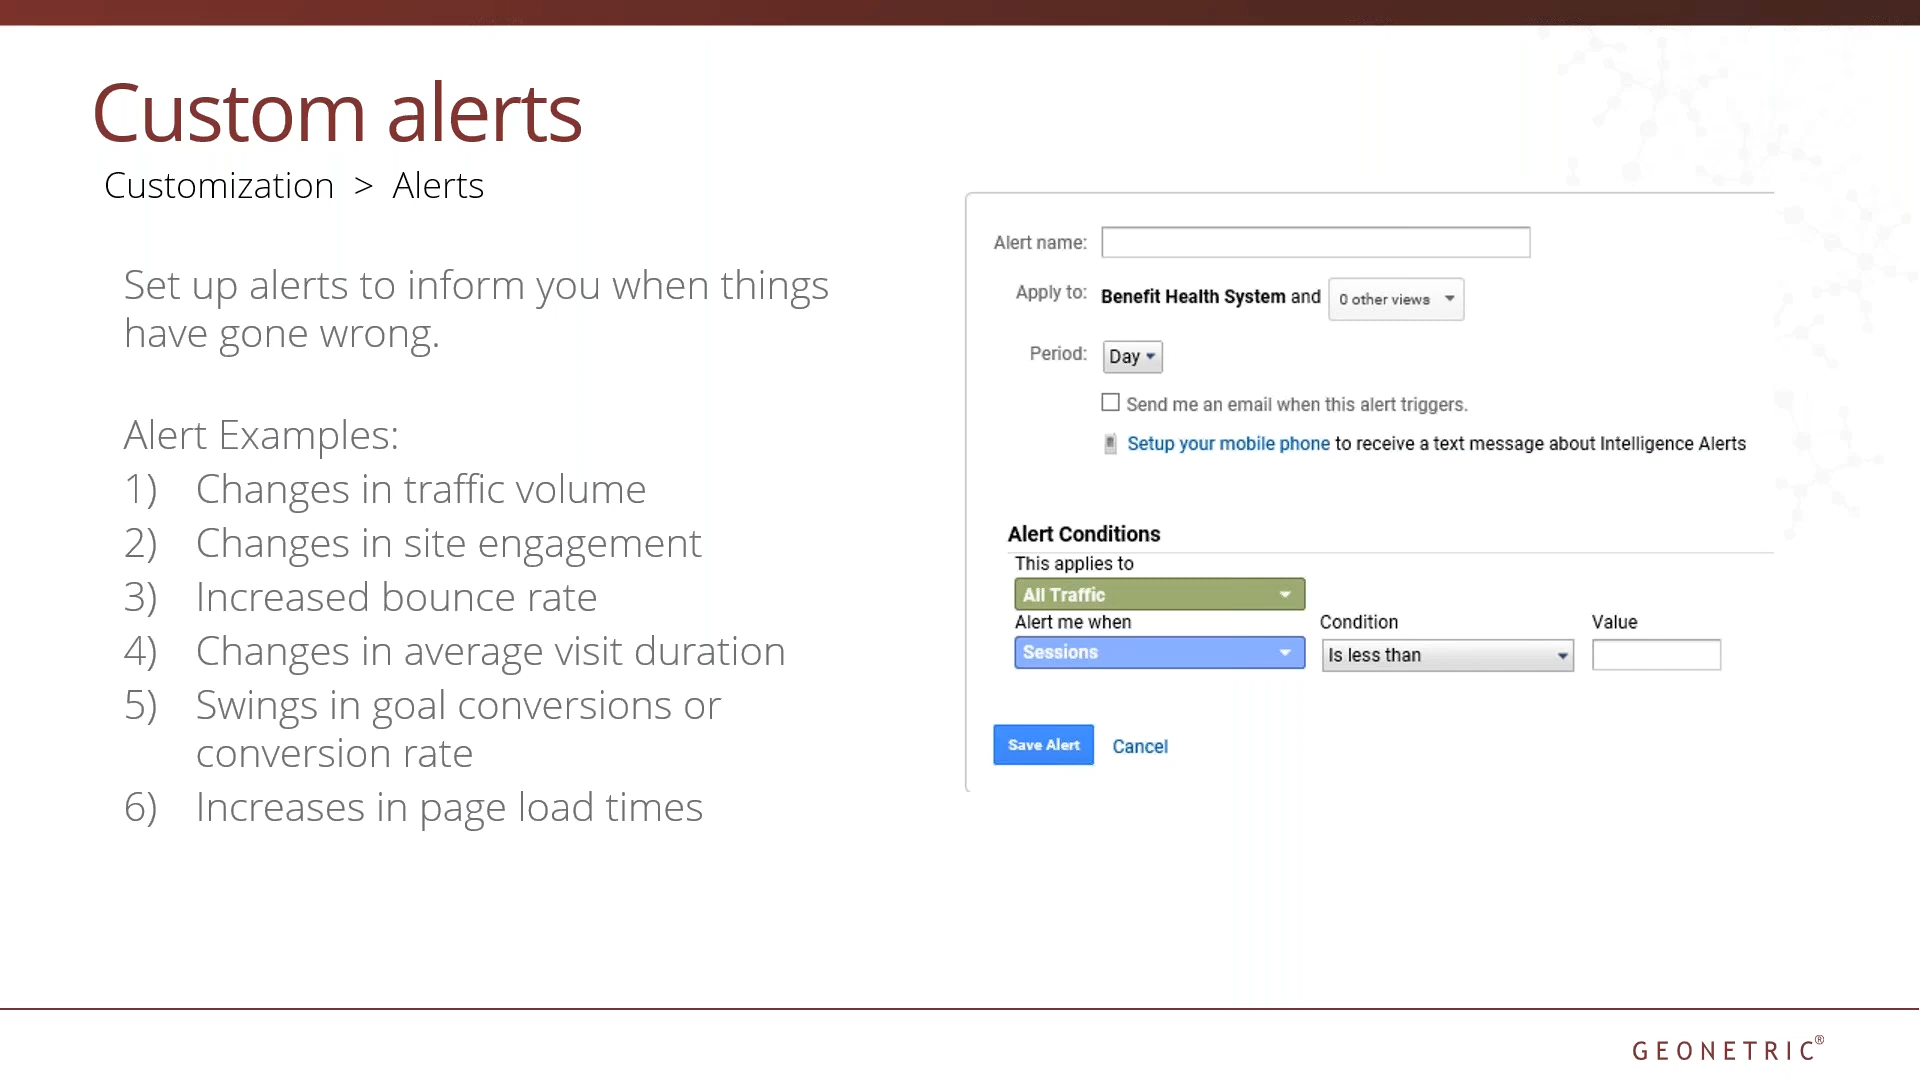 Custom alerts
Customization > Alerts
Set up alerts to inform you when things
have gone wrong.
Alert Examples:
1) Changes in traffic volume
2) Changes in site engagement
3) Increased bounce rate
4) Changes in average visit duration
5) Swings in goal conversions or
conversion rate
6) Increases in page load times
Alert name:
Apply to: Benefit Health System and 0 other views
Period: Day
Send me an email when this alert triggers.
Setup your mobile phone to receive a text message about Intelligence Alerts
Alert Conditions
This applies to
All Traffic
Alert me when Condition Value
Sessions Is less than
Save Alert Cancel
GEONETRIC®